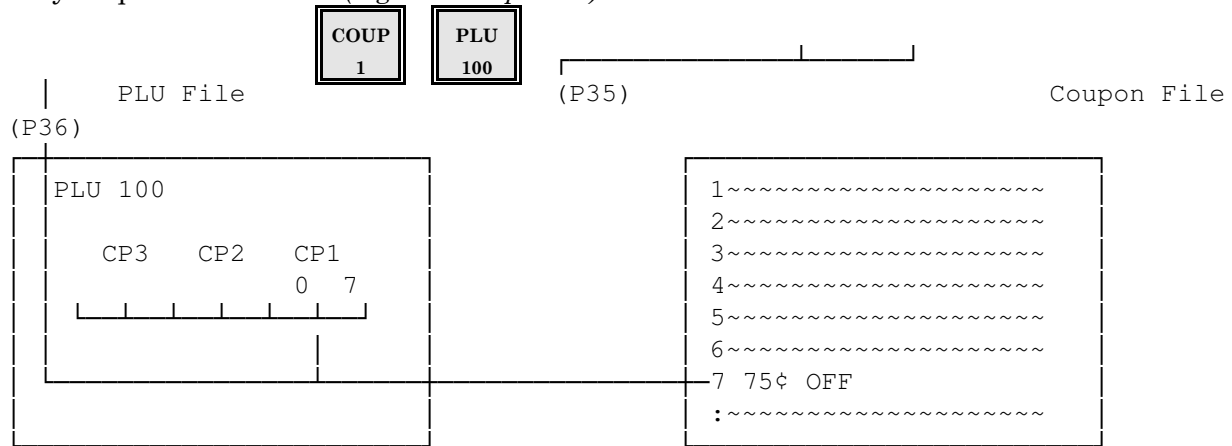 COUP PLU
1 100
PLU File (P35) Coupon File
(P36)
PLU 100
CP3 CP2 CP1
0 7
1~~~~~~~~~~~~~~~~~~~~
2~~~~~~~~~~~~~~~~~~~~
3~~~~~~~~~~~~~~~~~~~~
4~~~~~~~~~~~~~~~~~~~~
5~~~~~~~~~~~~~~~~~~~~
6~~~~~~~~~~~~~~~~~~~~
7 75¢ OFF
:~~~~~~~~~~~~~~~~~~~~